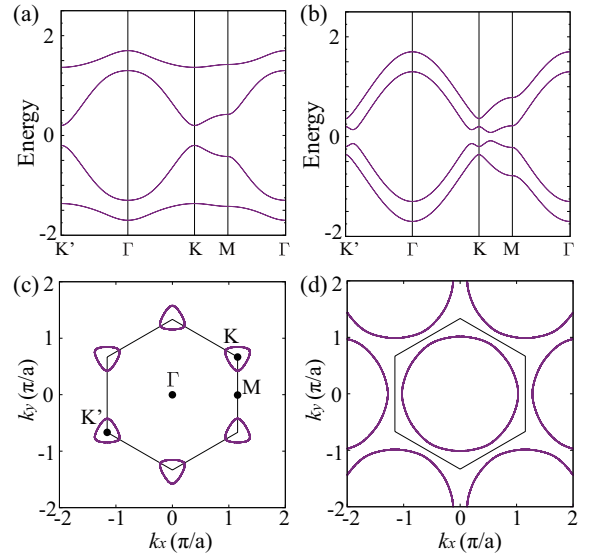 (a)
(b)
Energy
2
0
-2
K’ Γ K M Γ
Energy
2
0
-2
K’ Γ K M Γ
(c)
(d)
ky (π/a)
2
1
0
-1
-2
K
Γ
M
K’
-2 -1 0 1 2
kx (π/a)
ky (π/a)
2
1
0
-1
-2
-2 -1 0 1 2
kx (π/a)